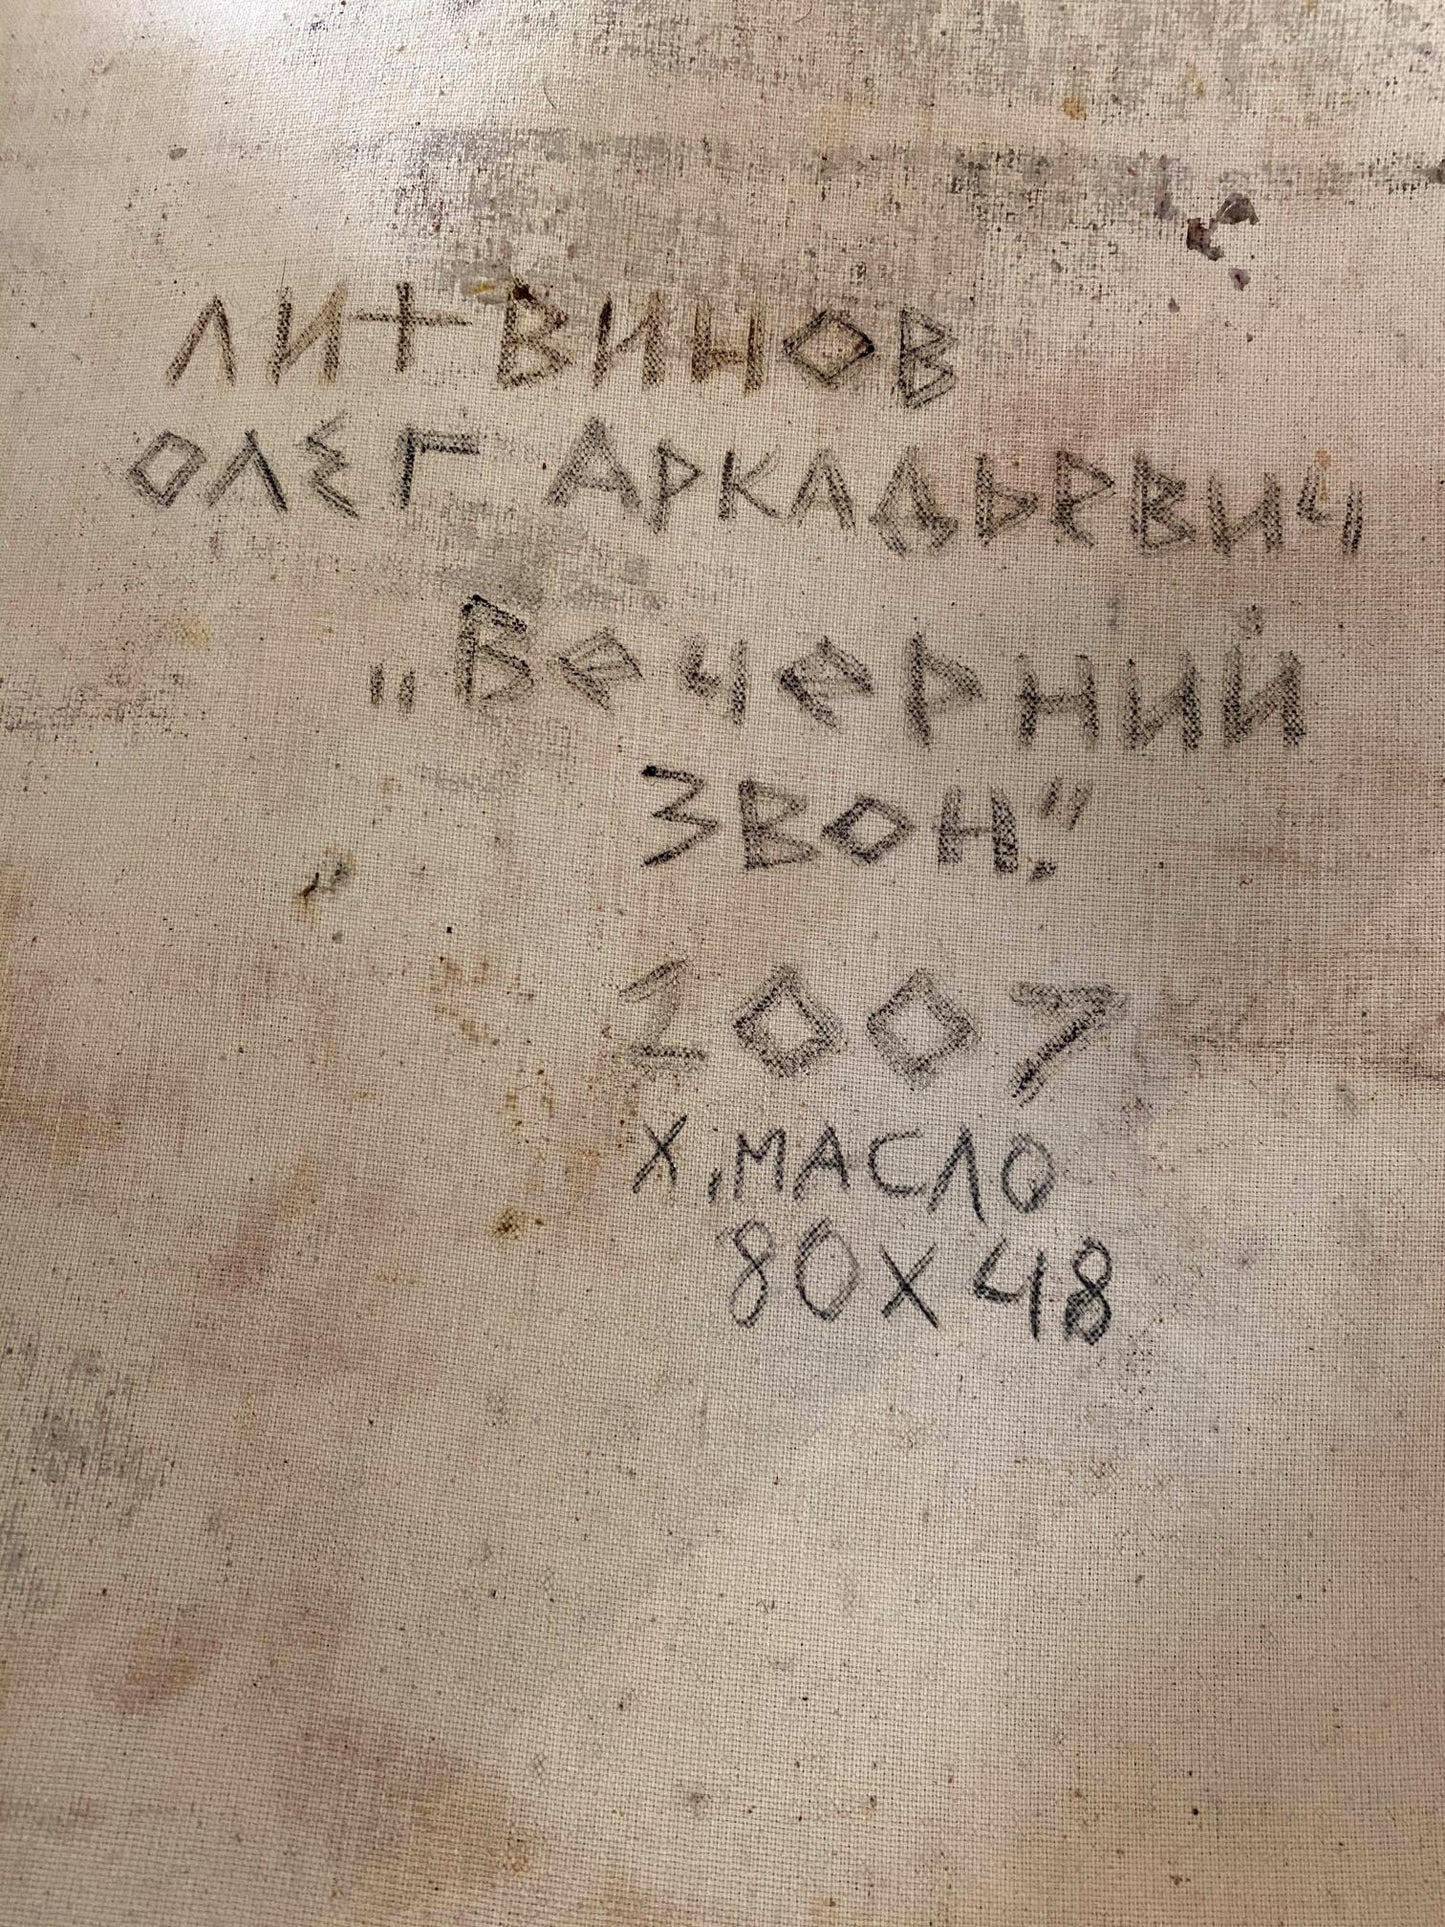 ЛИТВИНОВ
ОЛЕГ АРКАДЬЕВИЧ
„Вечерний
ЗВОН."
2007
Х, МАСЛО
80Х48